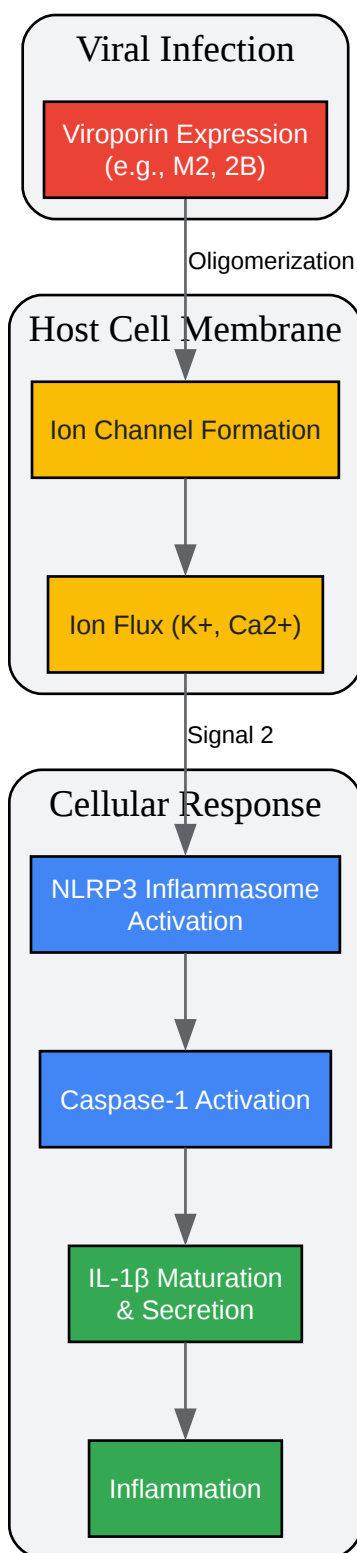 Viral Infection
Viroporin Expression
(e.g., M2, 2B)
Oligomerization
Host Cell Membrane
Ion Channel Formation
Ion Flux (K+, Ca2+)
Signal 2
Cellular Response
NLRP3 Inflammasome
Activation
Caspase-1 Activation
IL-1β Maturation
& Secretion
Inflammation